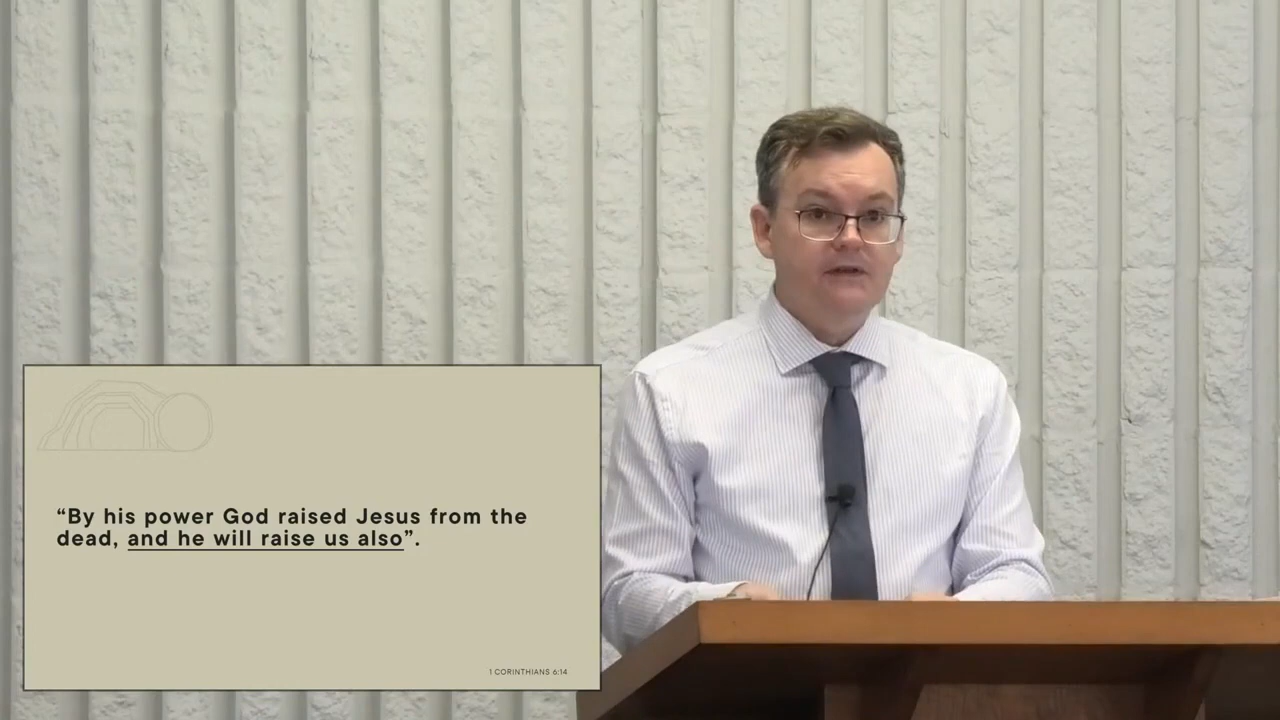 “By his power God raised Jesus from the
dead, and he will raise us also”.
1 CORINTHIANS 6:14